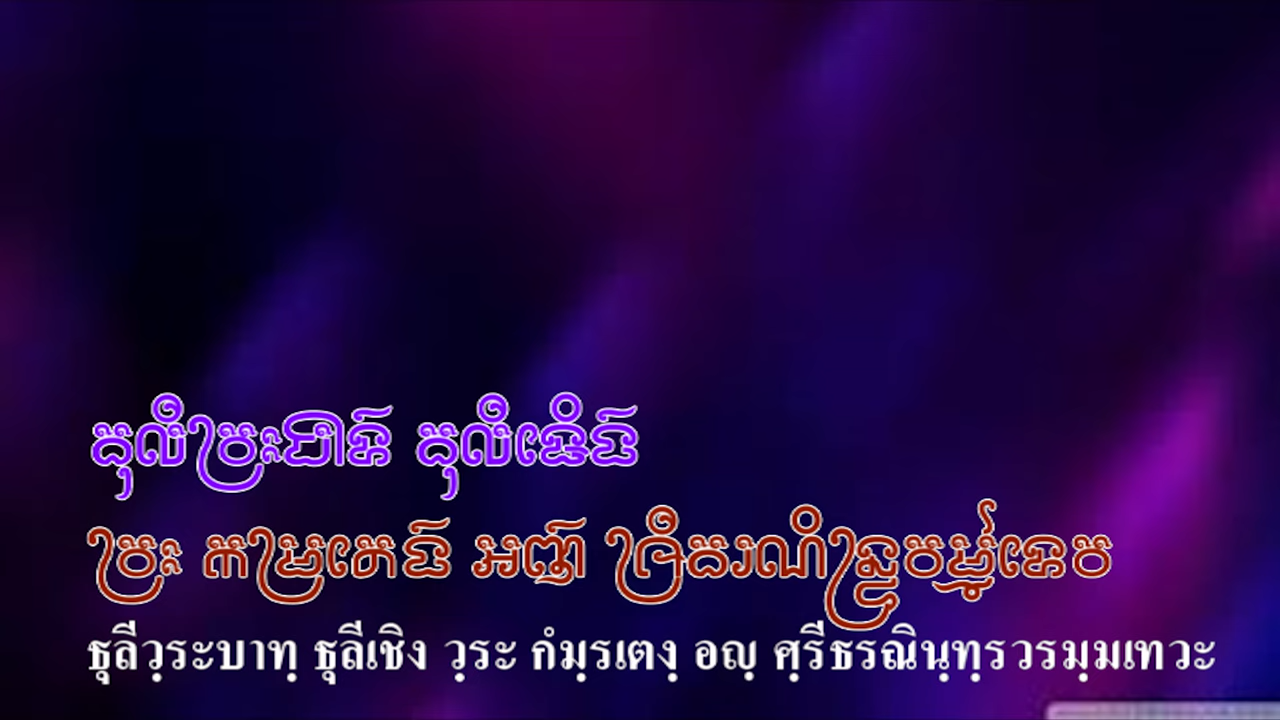 ធុលីវ្រះបាទ៑ ធុលីជេិង៑
វ្រះ កម្រតេង៑ អញ៑ ឝ្រីធរណិន្ទ្រវម៌្មទេវ
ธุลีวฺระบาทฺ ธุลีเชิง วฺระ กํมฺรเตงฺ อญฺ ศฺรีธรณินฺทฺรวรมฺมเทวะ